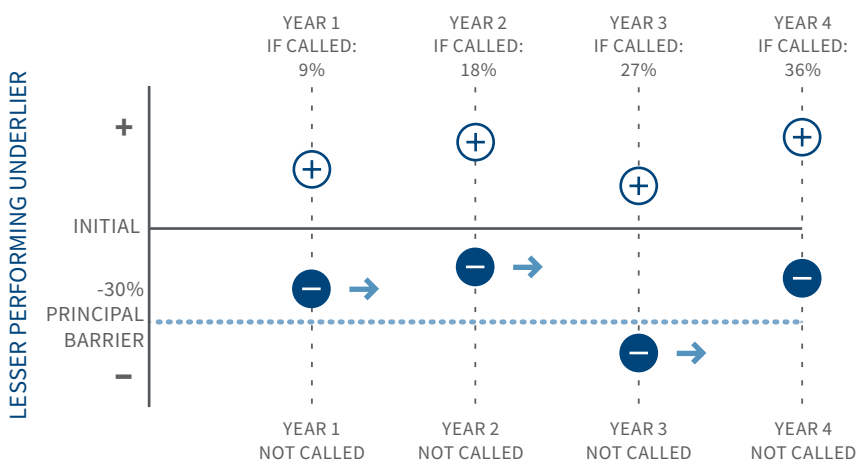 YEAR 1
IF CALLED:
9%
YEAR 2
IF CALLED:
18%
YEAR 3
IF CALLED:
27%
YEAR 4
IF CALLED:
36%
LESSER PERFORMING UNDERLIER
+
INITIAL
-30%
PRINCIPAL
BARRIER
–
YEAR 1
NOT CALLED
YEAR 2
NOT CALLED
YEAR 3
NOT CALLED
YEAR 4
NOT CALLED